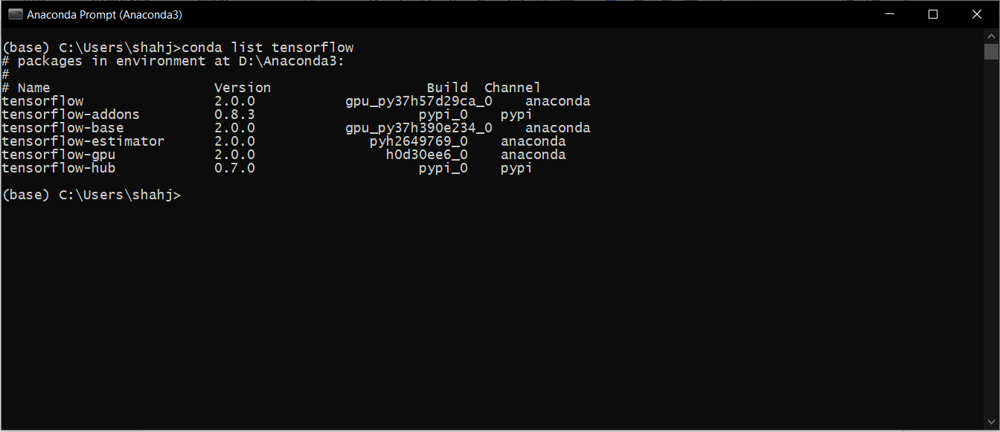 Anaconda Prompt (Anaconda3)
(base) C:\Users\shahj>conda list tensorflow
# packages in environment at D:\Anaconda3:
#
# Name                    Version                   Build  Channel
tensorflow                2.0.0           gpu_py37h57d29ca_0    anaconda
tensorflow-addons         0.8.3                    pypi_0    pypi
tensorflow-base           2.0.0           gpu_py37h390e234_0    anaconda
tensorflow-estimator      2.0.0              pyh2649769_0    anaconda
tensorflow-gpu            2.0.0                h0d30ee6_0    anaconda
tensorflow-hub            0.7.0                    pypi_0    pypi
(base) C:\Users\shahj>